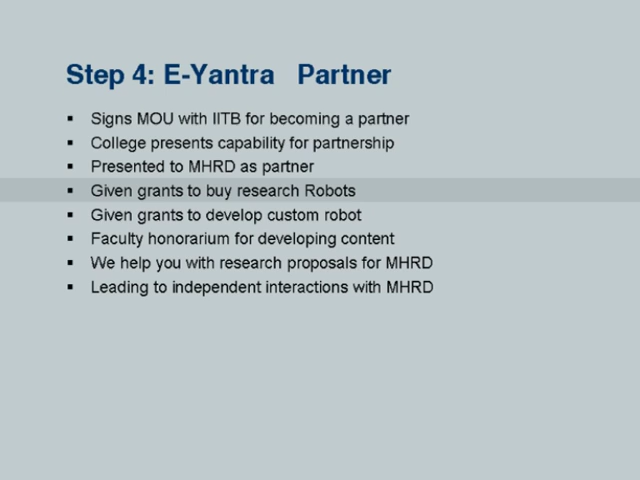 Step 4: E-Yantra Partner
▪ Signs MOU with IITB for becoming a partner
▪ College presents capability for partnership
▪ Presented to MHRD as partner
▪ Given grants to buy research Robots
▪ Given grants to develop custom robot
▪ Faculty honorarium for developing content
▪ We help you with research proposals for MHRD
▪ Leading to independent interactions with MHRD